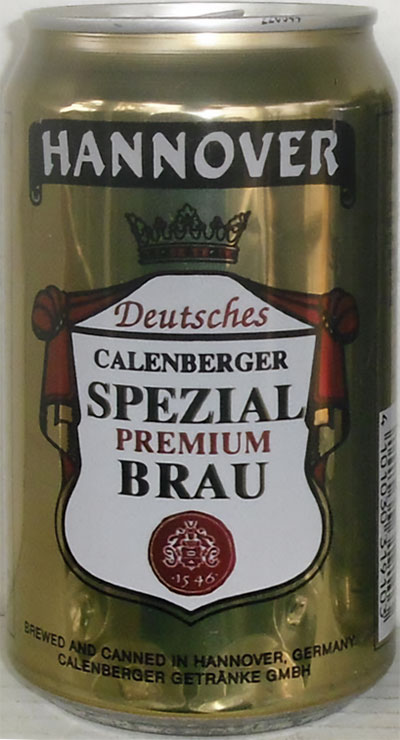 HANNOVER
Deutsches
CALENBERGER
SPEZIAL
PREMIUM
BRAU
·1546·
BREWED AND CANNED IN HANNOVER, GERMANY
CALENBERGER GETRÄNKE GMBH